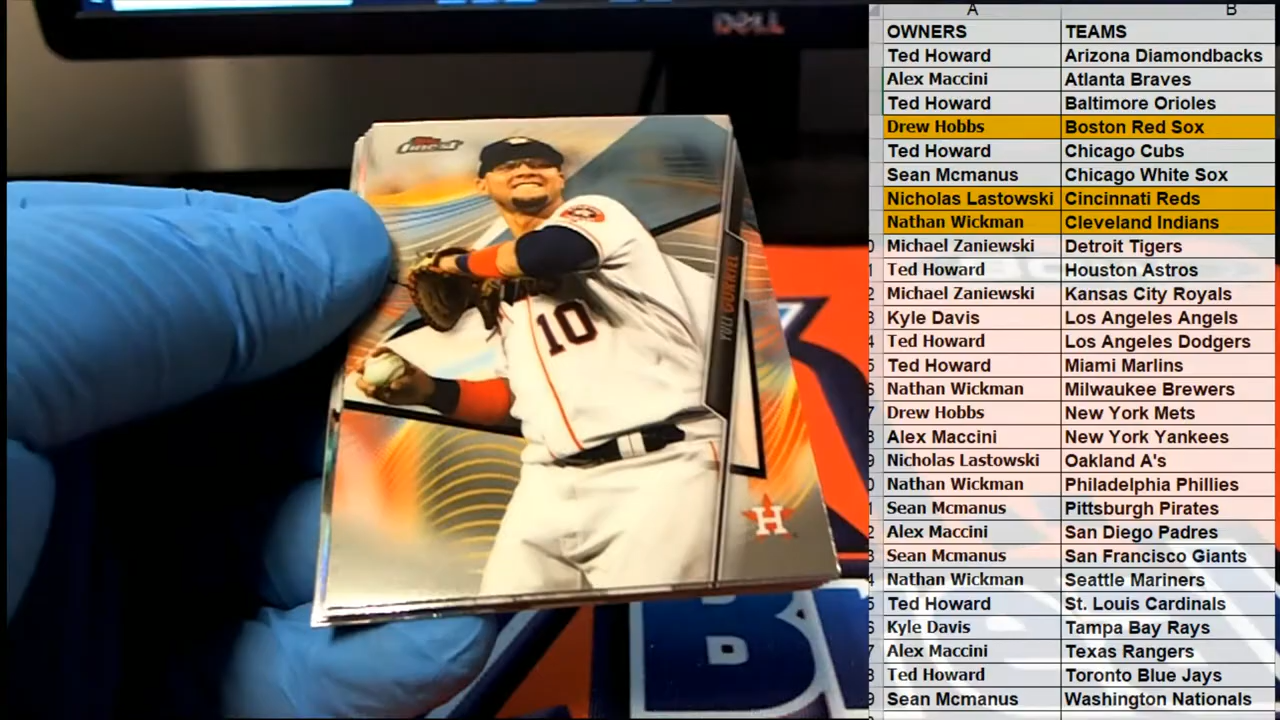 DELL
finest
YULI GURRIEL
10
H
A B
OWNERS TEAMS
Ted Howard Arizona Diamondbacks
Alex Maccini Atlanta Braves
Ted Howard Baltimore Orioles
Drew Hobbs Boston Red Sox
Ted Howard Chicago Cubs
Sean Mcmanus Chicago White Sox
Nicholas Lastowski Cincinnati Reds
Nathan Wickman Cleveland Indians
Michael Zaniewski Detroit Tigers
Ted Howard Houston Astros
Michael Zaniewski Kansas City Royals
Kyle Davis Los Angeles Angels
Ted Howard Los Angeles Dodgers
Ted Howard Miami Marlins
Nathan Wickman Milwaukee Brewers
Drew Hobbs New York Mets
Alex Maccini New York Yankees
Nicholas Lastowski Oakland A's
Nathan Wickman Philadelphia Phillies
Sean Mcmanus Pittsburgh Pirates
Alex Maccini San Diego Padres
Sean Mcmanus San Francisco Giants
Nathan Wickman Seattle Mariners
Ted Howard St. Louis Cardinals
Kyle Davis Tampa Bay Rays
Alex Maccini Texas Rangers
Ted Howard Toronto Blue Jays
Sean Mcmanus Washington Nationals